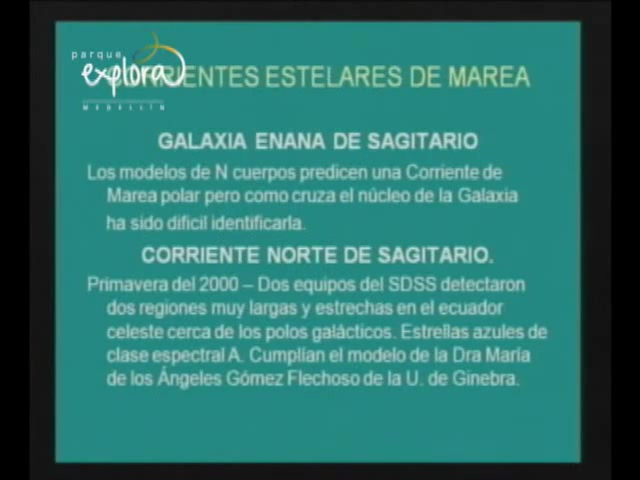 parque
explora
MEDELLÍN
CORRIENTES ESTELARES DE MAREA
GALAXIA ENANA DE SAGITARIO
Los modelos de N cuerpos predicen una Corriente de
Marea polar pero como cruza el núcleo de la Galaxia
ha sido difícil identificarla.
CORRIENTE NORTE DE SAGITARIO.
Primavera del 2000 – Dos equipos del SDSS detectaron
dos regiones muy largas y estrechas en el ecuador
celeste cerca de los polos galácticos. Estrellas azules de
clase espectral A. Cumplían el modelo de la Dra María
de los Ángeles Gómez Flechoso de la U. de Ginebra.